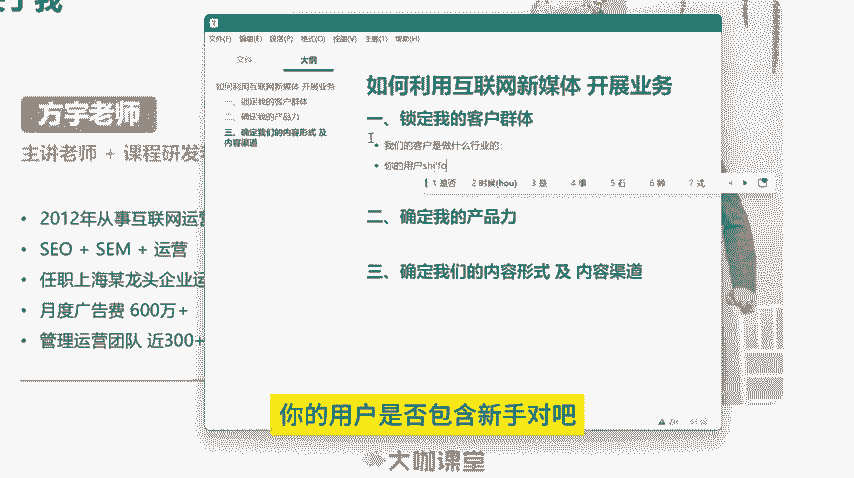 关于我
方宇老师
主讲老师 + 课程研发
• 2012年从事互联网运营
• SEO + SEM + 运营
• 任职上海某龙头企业运
• 月度广告费 600万+
• 管理运营团队 近300+
文件(F) 编辑(E) 段落(P) 格式(O) 视图(V) 主题(T) 帮助(H)
文件 大纲
如何利用互联网新媒体 开展业务
一、锁定我的客户群体
二、确定我的产品力
三、确定我们的内容形式 及
内容渠道
如何利用互联网新媒体 开展业务
一、锁定我的客户群体
• 我们的客户是做什么行业的:
• 你的用户shi'fo
1 是否 2 时候(hou) 3 是 4 事 5 石 6 狮 7 式
二、确定我的产品力
三、确定我们的内容形式 及 内容渠道
你的用户是否包含新手对吧
大咖课堂